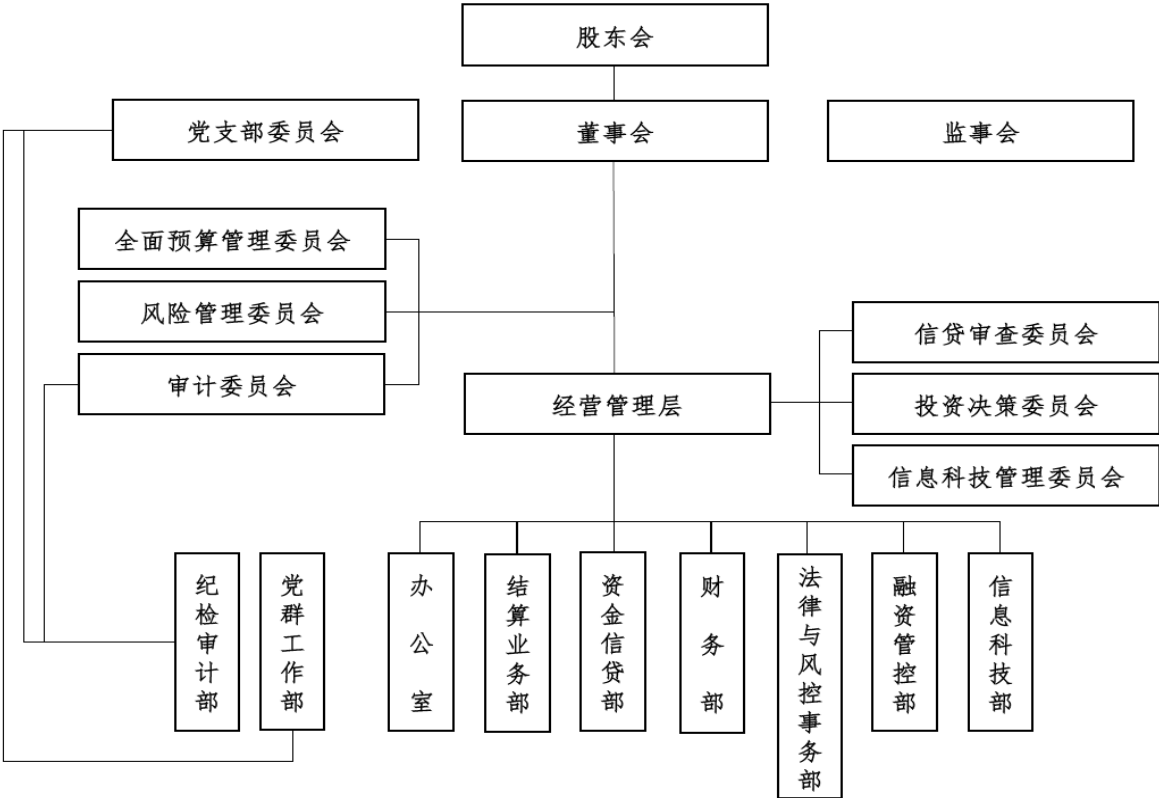 股东会
党支部委员会
董事会
监事会
全面预算管理委员会
风险管理委员会
审计委员会
经营管理层
信贷审查委员会
投资决策委员会
信息科技管理委员会
纪检审计部
党群工作部
办公室
结算业务部
资金信贷部
财务部
法律与风控事务部
融资管控部
信息科技部